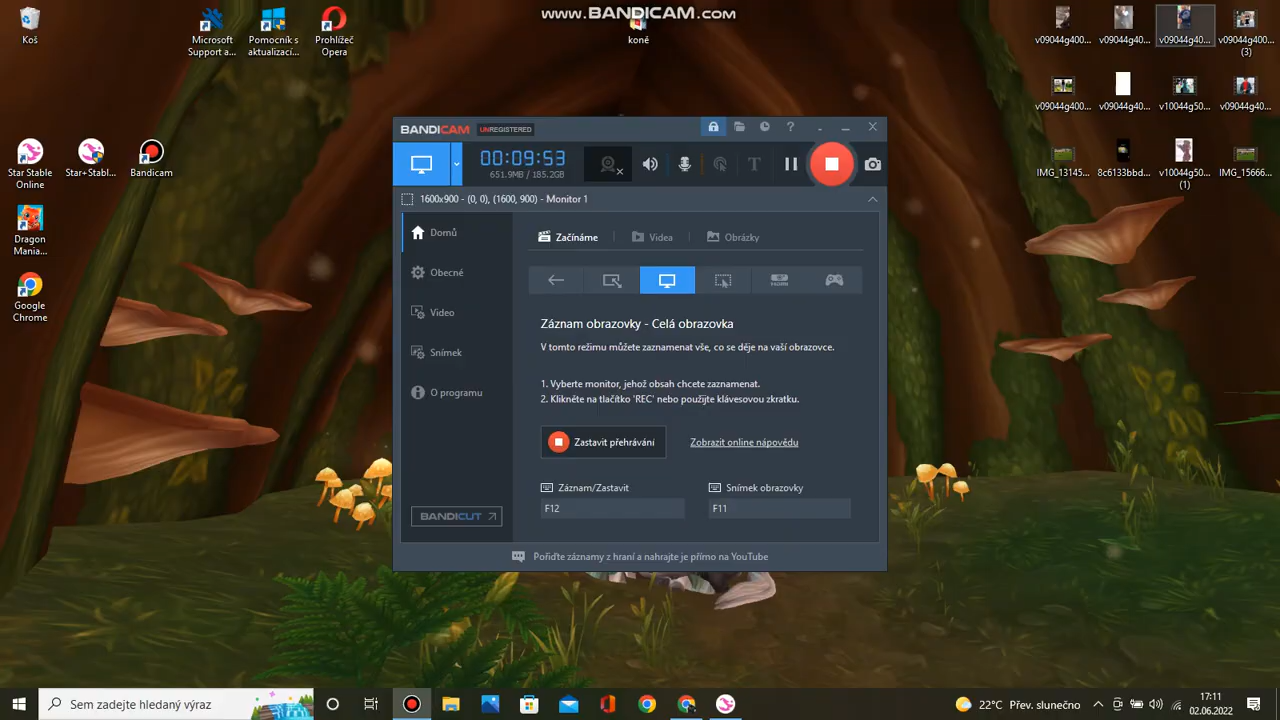 www.BANDICAM.com
Koš
Microsoft
Support a...
Pomocník s
aktualizací...
Prohlížeč
Opera
koné
v09044g400...
v09044g40...
v09044g40...
v09044g400...
(3)
v09044g400...
v09044g40...
v10044g50...
v09044g40...
Star Stable
Online
Star+Stabl...
Bandicam
IMG_13145...
8c6133bbd...
v10044g50...
(1)
IMG_15666...
Dragon
Mania...
Google
Chrome
BANDICAM UNREGISTERED
00:09:53
651.9MB / 185.2GB
1600x900 - (0, 0), (1600, 900) - Monitor 1
Domů
Obecné
Video
Snímek
O programu
BANDICUT
Začínáme
Videa
Obrázky
HDMI
Záznam obrazovky - Celá obrazovka
V tomto režimu můžete zaznamenat vše, co se děje na vaší obrazovce.
1. Vyberte monitor, jehož obsah chcete zaznamenat.
2. Klikněte na tlačítko 'REC' nebo použijte klávesovou zkratku.
Zastavit přehrávání
Zobrazit online nápovědu
Záznam/Zastavit
Snímek obrazovky
F12
F11
Pořiďte záznamy z hraní a nahrajte je přímo na YouTube
Sem zadejte hledaný výraz
22°C Přev. slunečno
17:11
02.06.2022